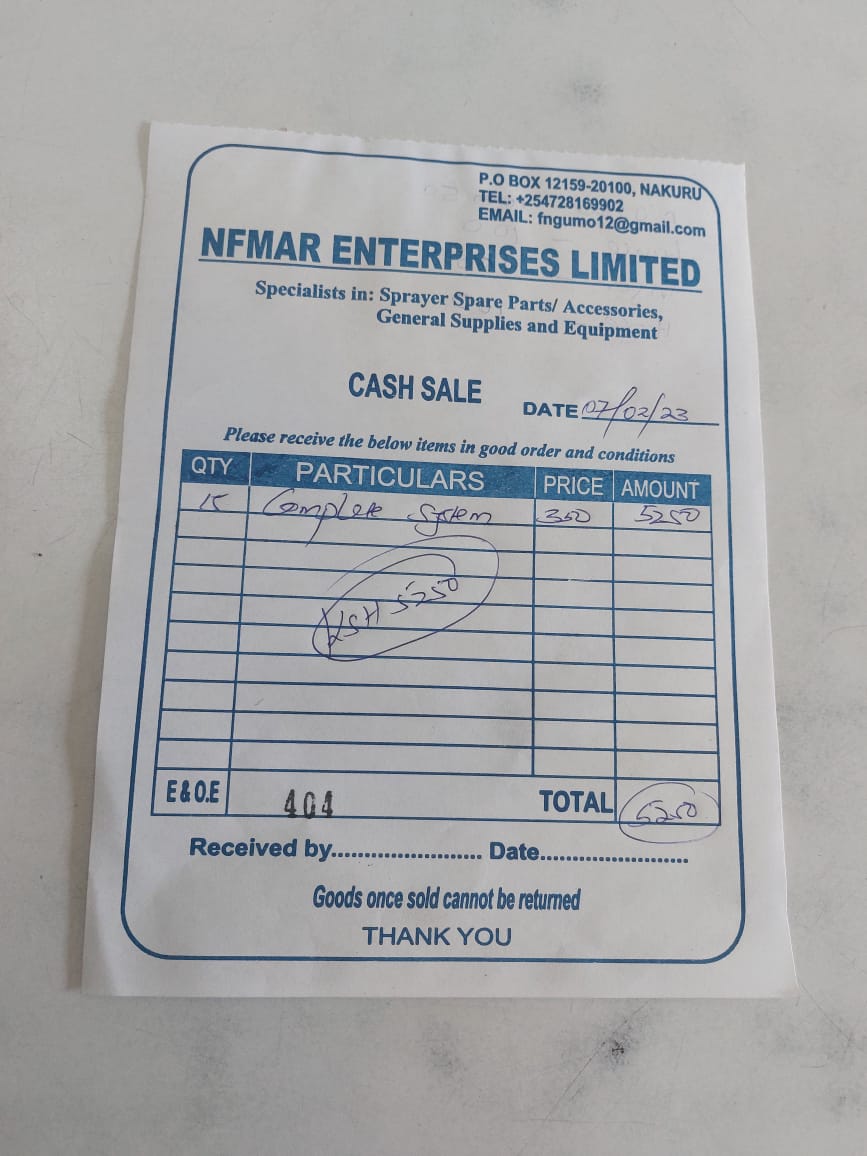 P.O BOX 12159-20100, NAKURU
TEL: +254728169902
EMAIL: fngumo12@gmail.com
NFMAR ENTERPRISES LIMITED
Specialists in: Sprayer Spare Parts/ Accessories,
General Supplies and Equipment
CASH SALE
DATE 07/02/23
Please receive the below items in good order and conditions
QTY PARTICULARS PRICE AMOUNT
15 Complete System 350 5250
KSH 5250
E & O.E 404 TOTAL 5250
Received by............................ Date............................
Goods once sold cannot be returned
THANK YOU